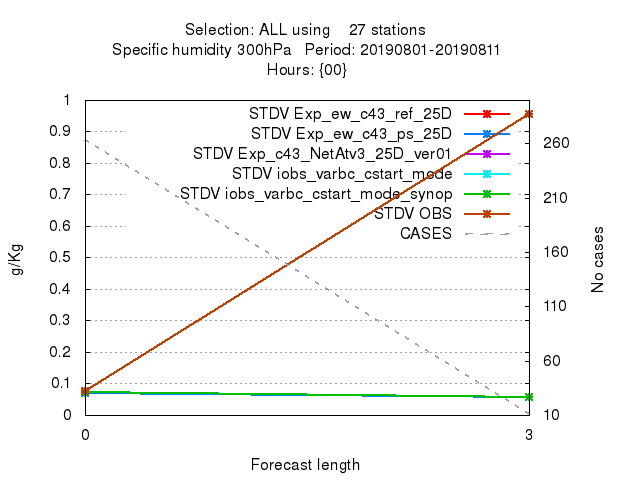 Selection: ALL using    27 stations
Specific humidity 300hPa   Period: 20190801-20190811
Hours: {00}
STDV Exp_ew_c43_ref_25D
STDV Exp_ew_c43_ps_25D
STDV Exp_c43_NetAtv3_25D_ver01
STDV iobs_varbc_cstart_mode
STDV iobs_varbc_cstart_mode_synop
STDV OBS
CASES
1
0.9
0.8
0.7
0.6
0.5
0.4
0.3
0.2
0.1
0
g/Kg
260
210
160
110
60
10
No cases
0
3
Forecast length